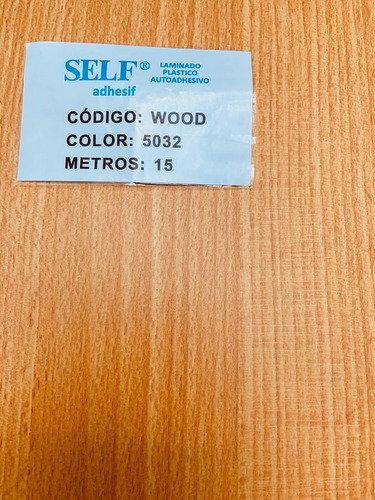 SELF® LAMINADO
PLASTICO
AUTOADHESIVO
adhesif
CÓDIGO: WOOD
COLOR: 5032
METROS: 15